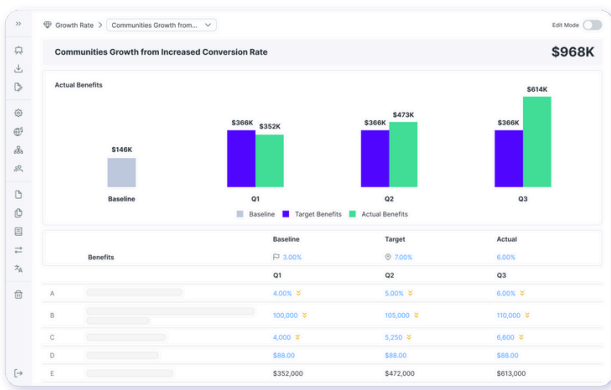 Growth Rate > Communities Growth from... Edit Mode
Communities Growth from Increased Conversion Rate $968K
Actual Benefits
$614K
$473K
$366K $352K $366K $366K
$146K
Baseline Q1 Q2 Q3
Baseline Target Benefits Actual Benefits
Baseline Target Actual
Benefits 3.00% 7.00% 6.00%
Q1 Q2 Q3
A 4.00% 5.00% 6.00%
B 100,000 105,000 110,000
C 4,000 5,250 6,600
D $88.00 $88.00 $88.00
E $352,000 $472,000 $613,000